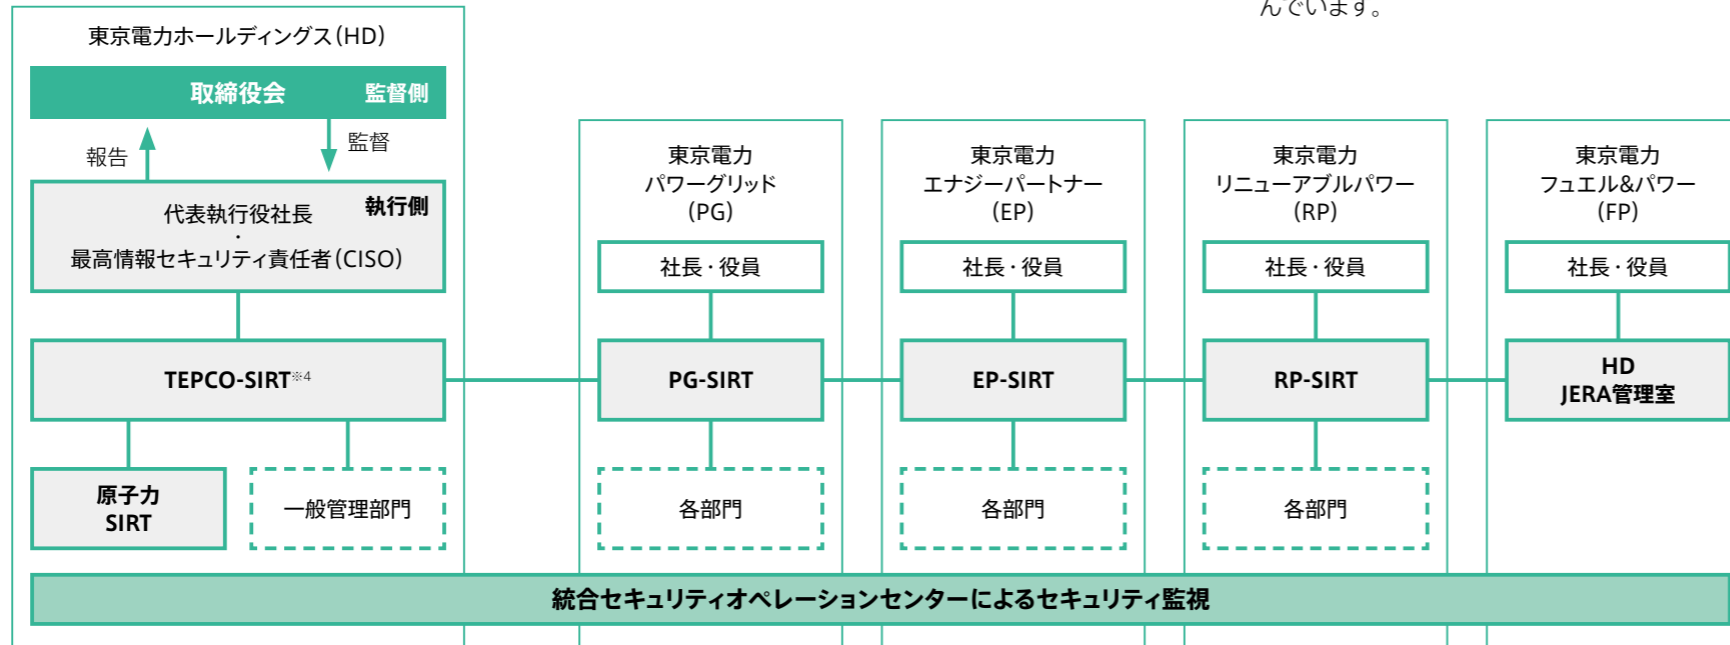 んでいます。
東京電力ホールディングス(HD)
取締役会 監督側
報告
監督
執行側
代表執行役社長
・
最高情報セキュリティ責任者(CISO)
TEPCO-SIRT※4
原子力
SIRT
一般管理部門
東京電力
パワーグリッド
(PG)
社長・役員
PG-SIRT
各部門
東京電力
エナジーパートナー
(EP)
社長・役員
EP-SIRT
各部門
東京電力
リニューアブルパワー
(RP)
社長・役員
RP-SIRT
各部門
東京電力
フュエル&パワー
(FP)
社長・役員
HD
JERA管理室
統合セキュリティオペレーションセンターによるセキュリティ監視